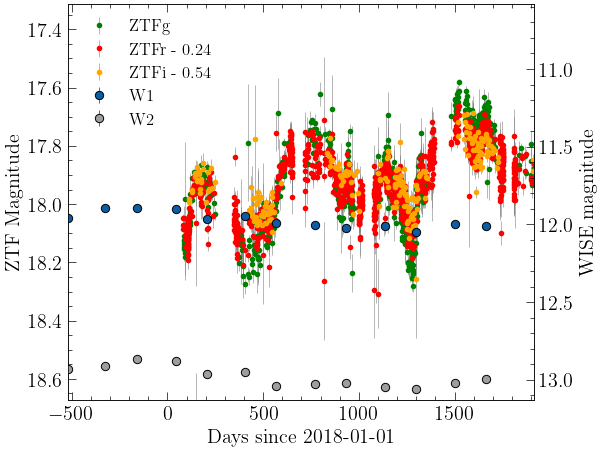 ZTFg
ZTFr - 0.24
ZTFi - 0.54
W1
W2
17.4
17.6
17.8
18.0
18.2
18.4
18.6
ZTF Magnitude
11.0
11.5
12.0
12.5
13.0
WISE magnitude
−500
0
500
1000
1500
Days since 2018-01-01